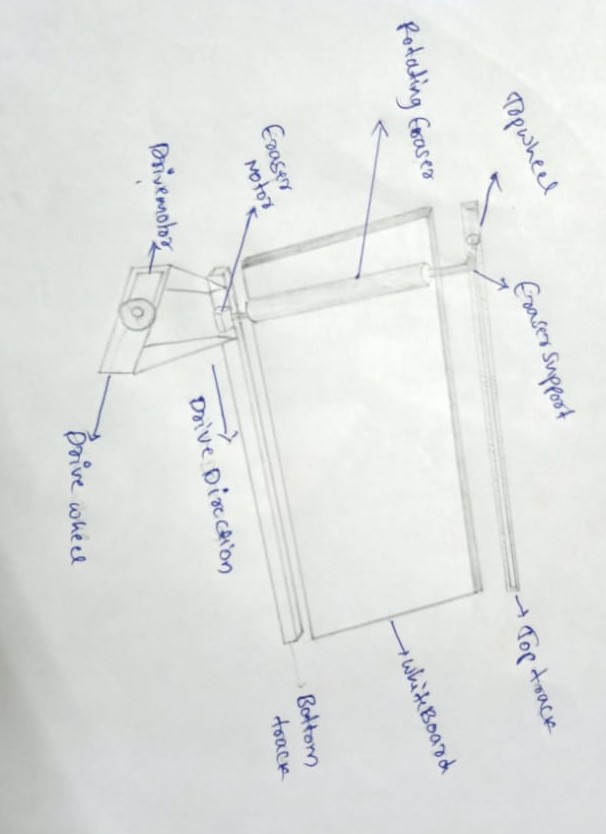 Topwheel
Eraser Support
Top track
Rotating Eraser
WhiteBoard
Eraser
Motor
Bottom
track
Drive Direction
Drivemotor
Drive wheel